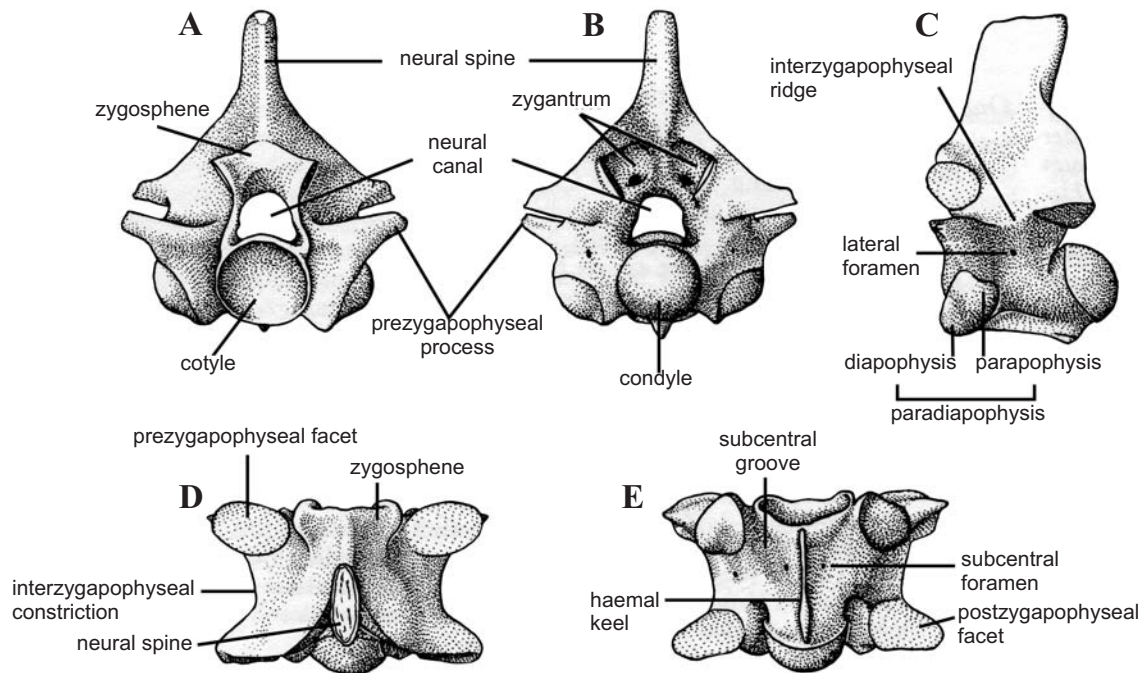 A
B
C
neural spine
interzygapophyseal
ridge
zygosphene
zygantrum
neural
canal
lateral
foramen
prezygapophyseal
process
cotyle
condyle
diapophysis
parapophysis
paradiapophysis
prezygapophyseal facet
zygosphene
D
subcentral
groove
E
interzygapophyseal
constriction
neural spine
haemal
keel
subcentral
foramen
postzygapophyseal
facet